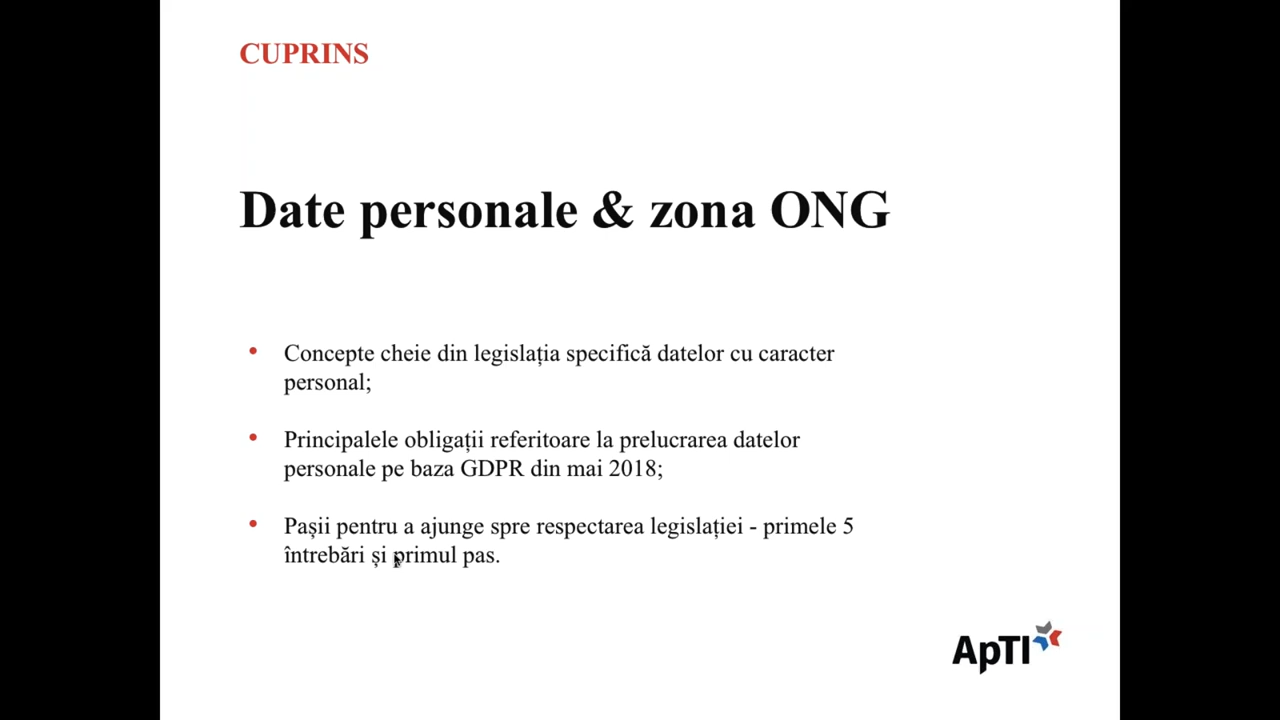 CUPRINS
Date personale & zona ONG
• Concepte cheie din legislația specifică datelor cu caracter
personal;
• Principalele obligații referitoare la prelucrarea datelor
personale pe baza GDPR din mai 2018;
• Pașii pentru a ajunge spre respectarea legislației - primele 5
întrebări și primul pas.
ApTI